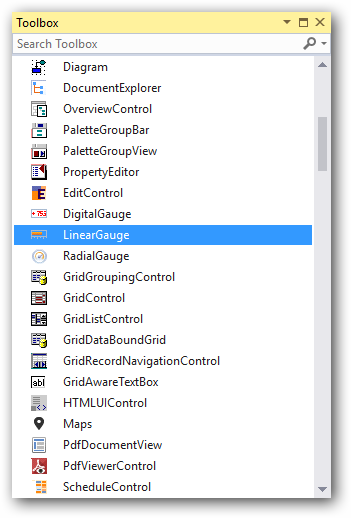 Toolbox
Search Toolbox
Diagram
DocumentExplorer
OverviewControl
PaletteGroupBar
PaletteGroupView
PropertyEditor
EditControl
DigitalGauge
LinearGauge
RadialGauge
GridGroupingControl
GridControl
GridListControl
GridDataBoundGrid
GridRecordNavigationControl
abl GridAwareTextBox
HTMLUIControl
Maps
PdfDocumentView
PdfViewerControl
ScheduleControl